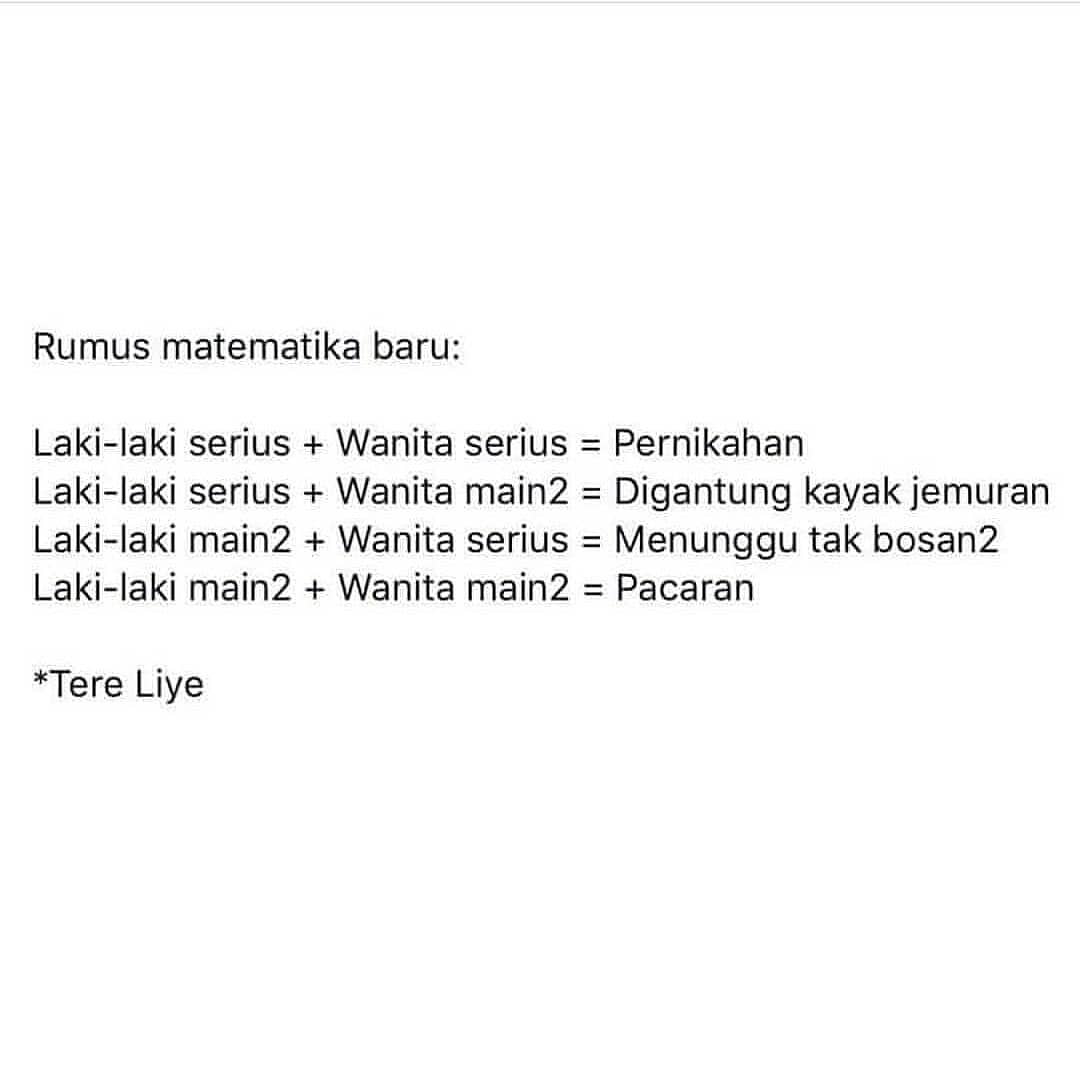 Rumus matematika baru:
Laki-laki serius + Wanita serius = Pernikahan
Laki-laki serius + Wanita main2 = Digantung kayak jemuran
Laki-laki main2 + Wanita serius = Menunggu tak bosan2
Laki-laki main2 + Wanita main2 = Pacaran
*Tere Liye